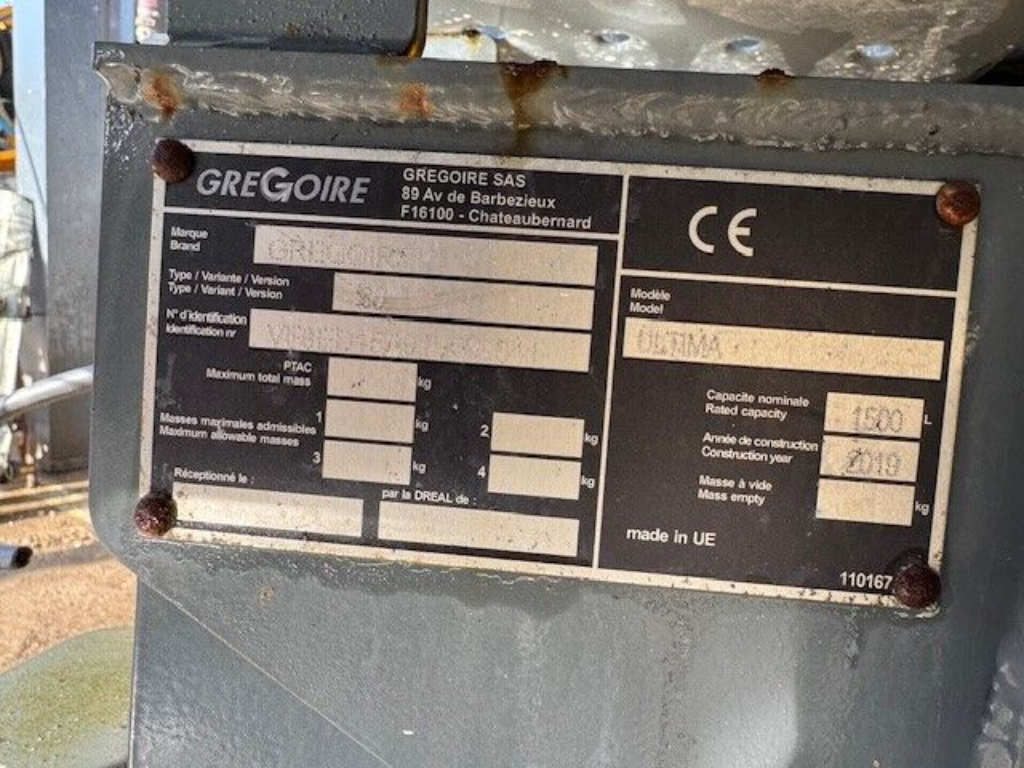 GREGOIRE
GREGOIRE SAS
89 Av de Barbezieux
F16100 - Chateaubernard
CE
Marque
Brand
GREGOIRE
Type / Variante / Version
Type / Variant / Version
N° d'identification
Identification nr
PTAC
Maximum total mass
kg
Masses maximales admissibles
Maximum allowable masses
1
kg
2
kg
3
kg
4
kg
Réceptionné le :
par la DREAL de :
Modèle
Model
ULTIMA
Capacite nominale
Rated capacity
1500
L
Année de construction
Construction year
2019
Masse à vide
Mass empty
kg
made in UE
110167